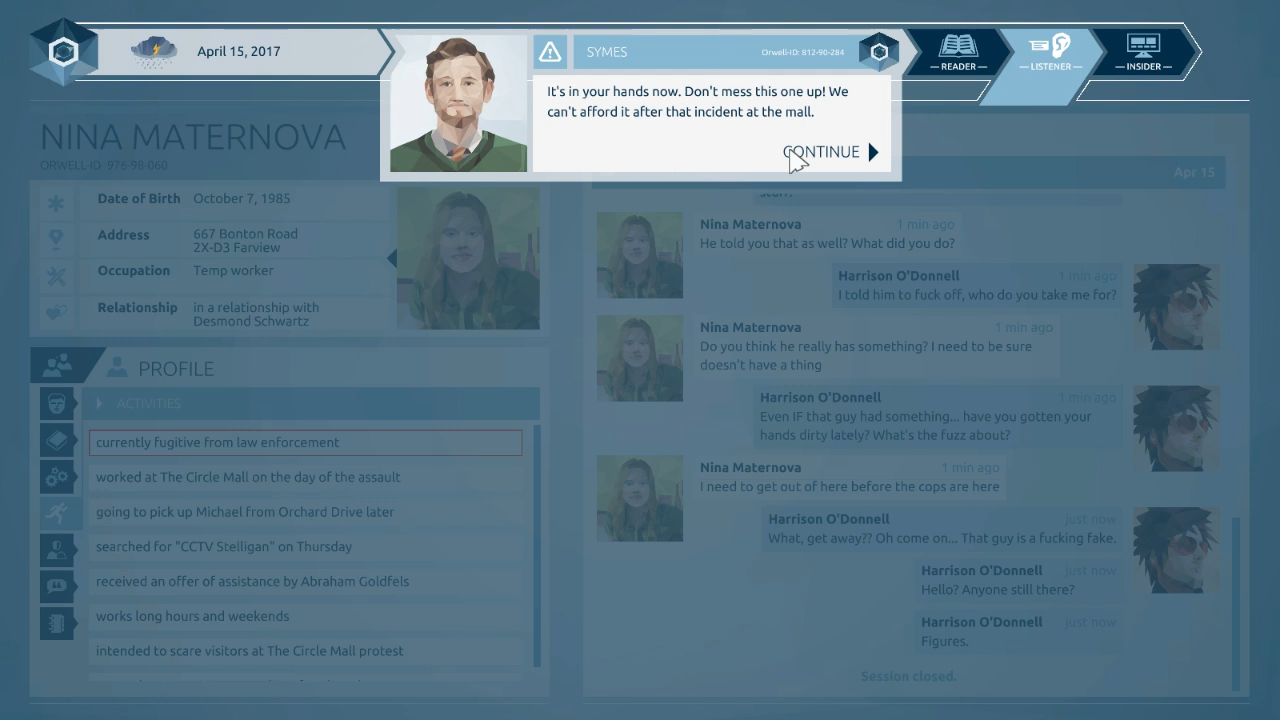 April 15, 2017
SYMES
Orwell-ID: 812-90-284
It's in your hands now. Don't mess this one up! We
can't afford it after that incident at the mall.
CONTINUE
— READER —
— LISTENER —
— INSIDER —
NINA MATERNOVA
ORWELL-ID: 976-98-060
Date of Birth October 7, 1985
Address 667 Bonton Road
2X-D3 Farview
Occupation Temp worker
Relationship in a relationship with
Desmond Schwartz
PROFILE
ACTIVITIES
currently fugitive from law enforcement
worked at The Circle Mall on the day of the assault
going to pick up Michael from Orchard Drive later
searched for "CCTV Stelligan" on Thursday
received an offer of assistance by Abraham Goldfels
works long hours and weekends
intended to scare visitors at The Circle Mall protest
Apr 15
Nina Maternova 1 min ago
He told you that as well? What did you do?
Harrison O'Donnell 1 min ago
I told him to fuck off, who do you take me for?
Nina Maternova 1 min ago
Do you think he really has something? I need to be sure
doesn't have a thing
Harrison O'Donnell 1 min ago
Even IF that guy had something... have you gotten your
hands dirty lately? What's the fuzz about?
Nina Maternova 1 min ago
I need to get out of here before the cops are here
Harrison O'Donnell just now
What, get away?? Oh come on... That guy is a fucking fake.
Harrison O'Donnell just now
Hello? Anyone still there?
Harrison O'Donnell just now
Figures.
Session closed.